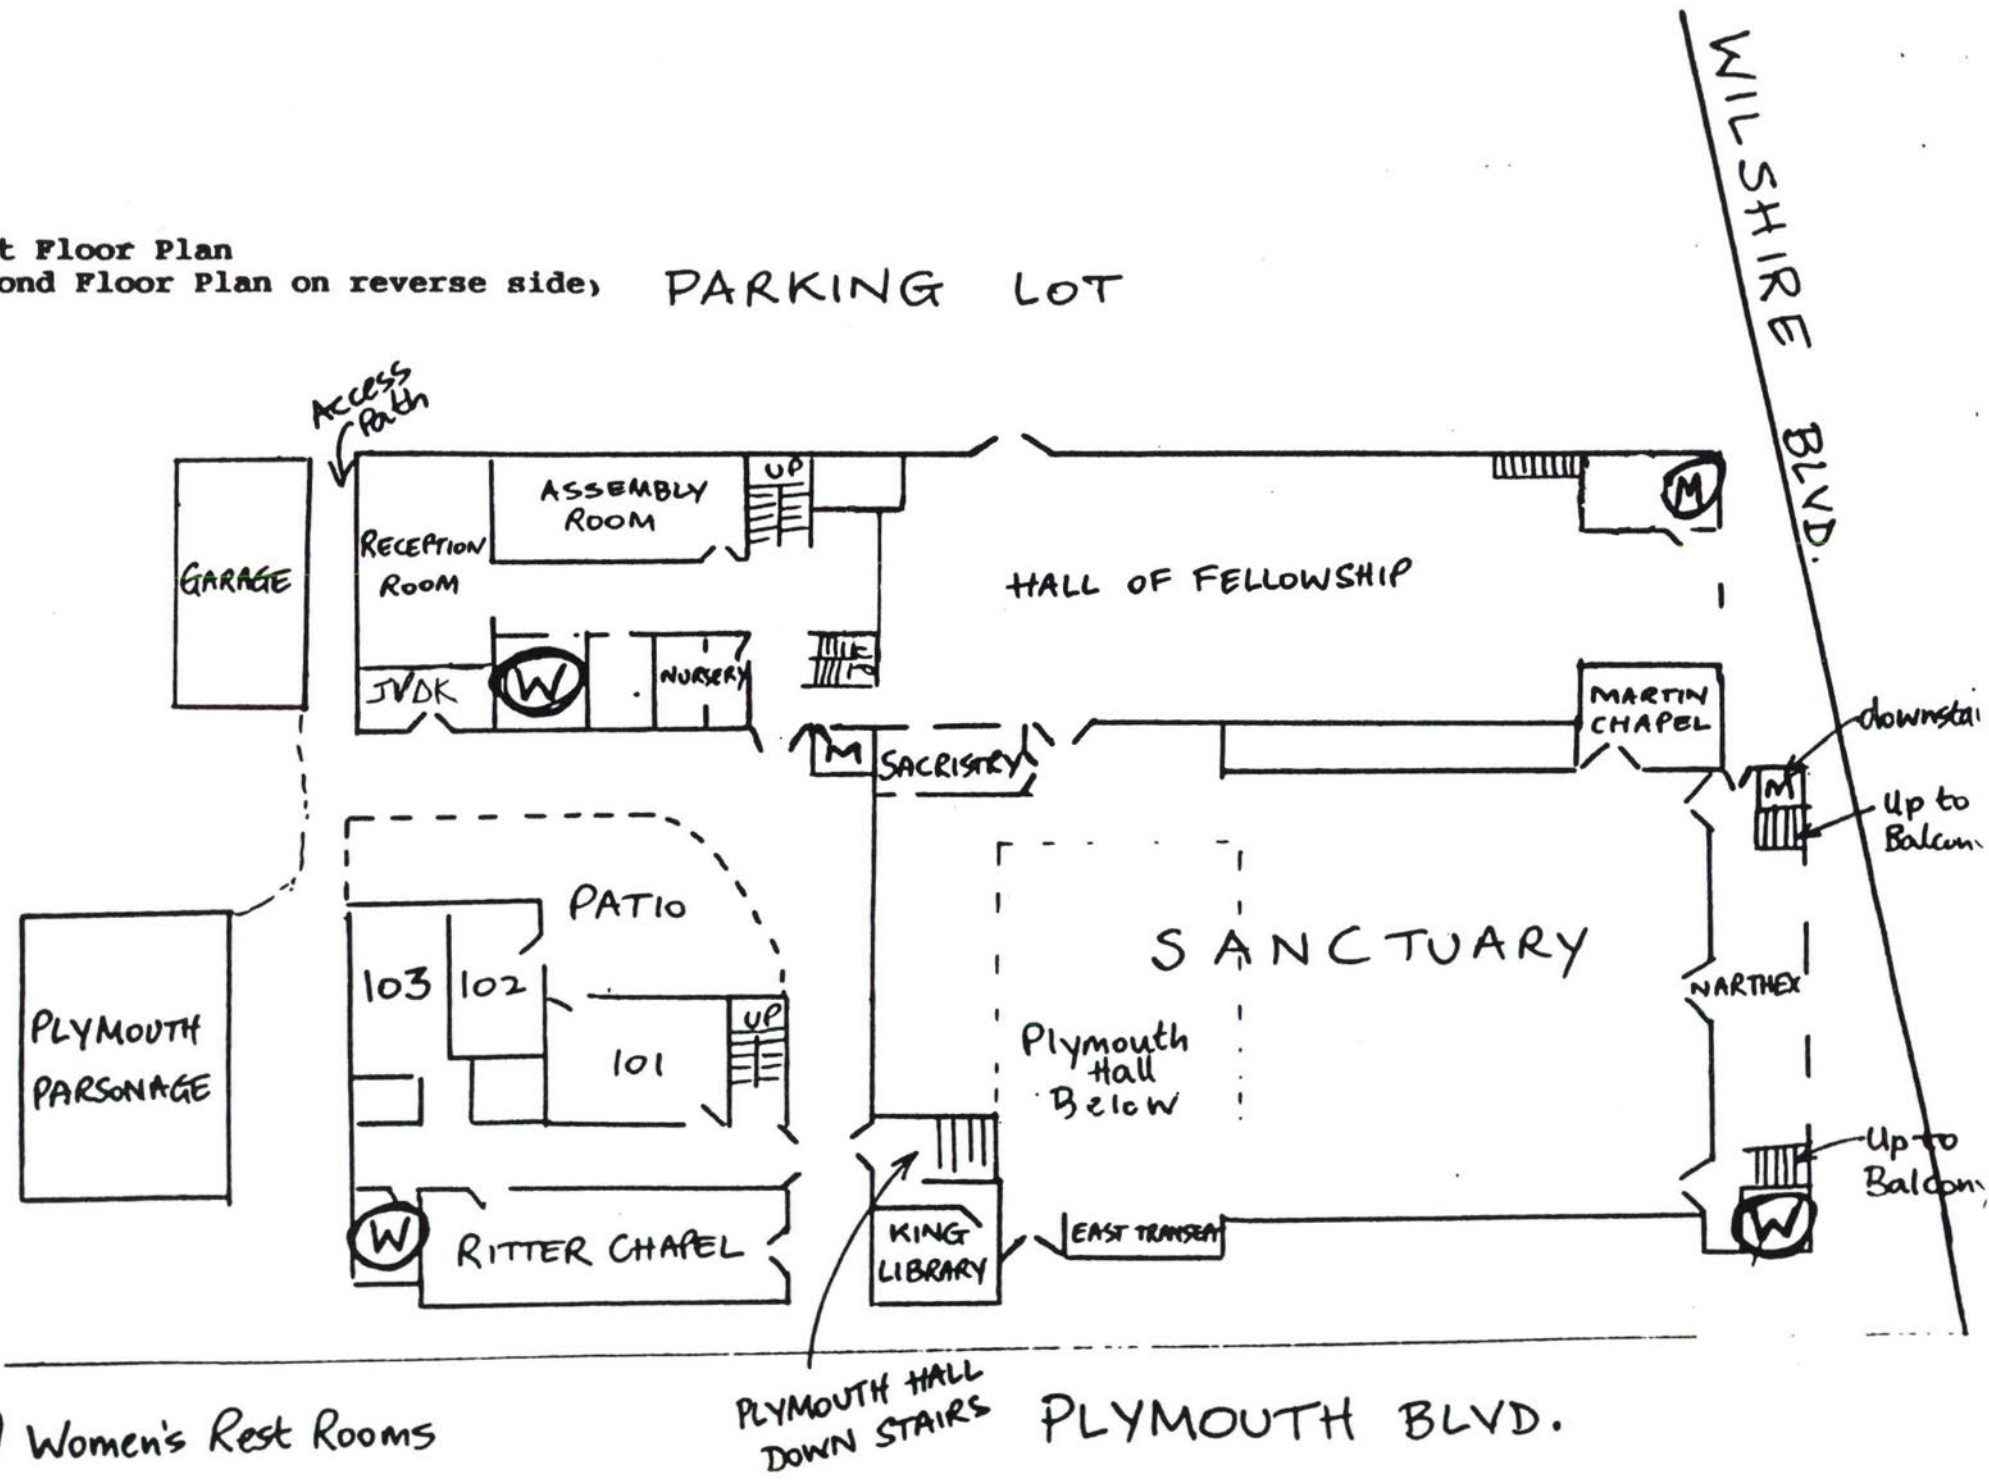 t Floor Plan
ond Floor Plan on reverse side)
PARKING LOT
WILSHIRE BLVD.
Access
Path
GARAGE
RECEPTION
ROOM
ASSEMBLY
ROOM
UP
M
HALL OF FELLOWSHIP
JVDK
W
NURSERY
M
SACRISTRY
MARTIN
CHAPEL
downstai
M
Up to
Balcon
PATIO
103
102
101
UP
SANCTUARY
NARTHEX
Plymouth
Hall
Below
PLYMOUTH
PARSONAGE
Up to
Balcon
W
RITTER CHAPEL
KING
LIBRARY
EAST TRANSEPT
W
PLYMOUTH HALL
DOWN STAIRS
PLYMOUTH BLVD.
) Women's Rest Rooms